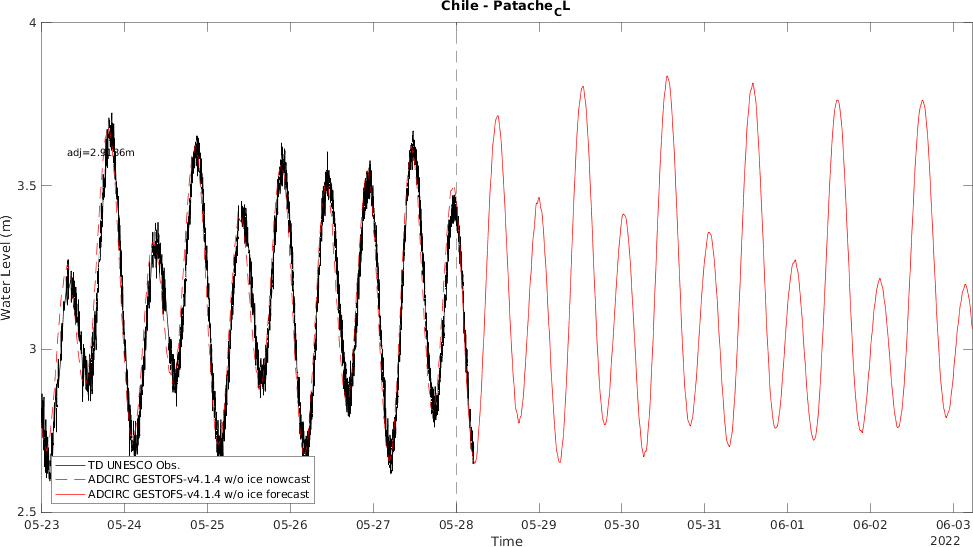 Chile - Patache_CL
4
3.5
3
2.5
Water Level (m)
adj=2.9136m
TD UNESCO Obs.
ADCIRC GESTOFS-v4.1.4 w/o ice nowcast
ADCIRC GESTOFS-v4.1.4 w/o ice forecast
05-23 05-24 05-25 05-26 05-27 05-28 05-29 05-30 05-31 06-01 06-02 06-03
Time
2022